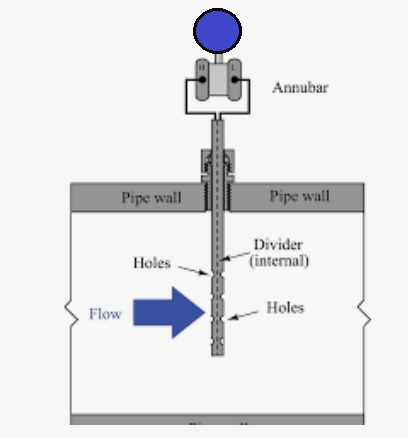 H L
Annubar
Pipe wall Pipe wall
Divider
(internal)
Holes
Holes
Flow